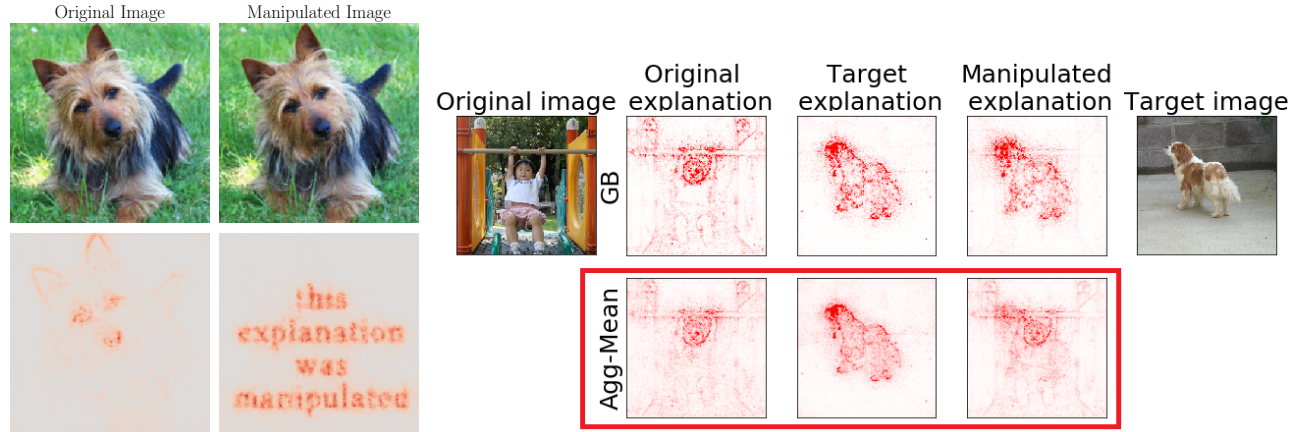 Original Image
Manipulated Image
this
explanation
was
manipulated
Original image
Original
explanation
Target
explanation
Manipulated
explanation
Target image
GB
Agg-Mean